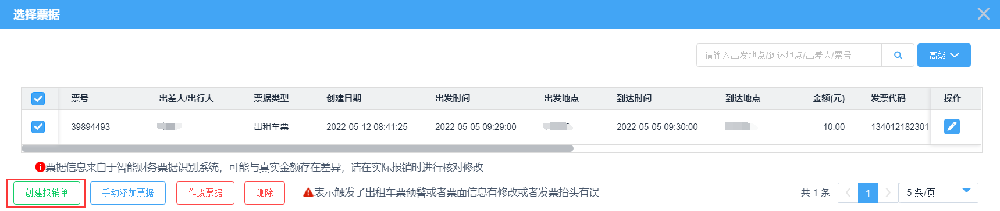 选择票据
请输入出发地点/到达地点/出差人/票号
高级
票号 出差人/出行人 票据类型 创建日期 出发时间 出发地点 到达时间 到达地点 金额(元) 发票代码 操作
39894493 出租车票 2022-05-12 08:41:25 2022-05-05 09:29:00 2022-05-05 09:30:00 10.00 134012182301
票据信息来自于智能财务票据识别系统，可能与真实金额存在差异，请在实际报销时进行核对修改
创建报销单 手动添加票据 作废票据 删除 表示触发了出租车票预警或者票面信息有修改或者发票抬头有误 共 1 条 1 5 条/页